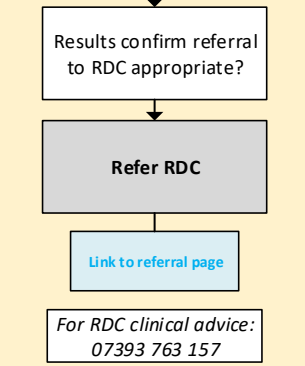 Results confirm referral
to RDC appropriate?
Refer RDC
Link to referral page
For RDC clinical advice:
07393 763 157